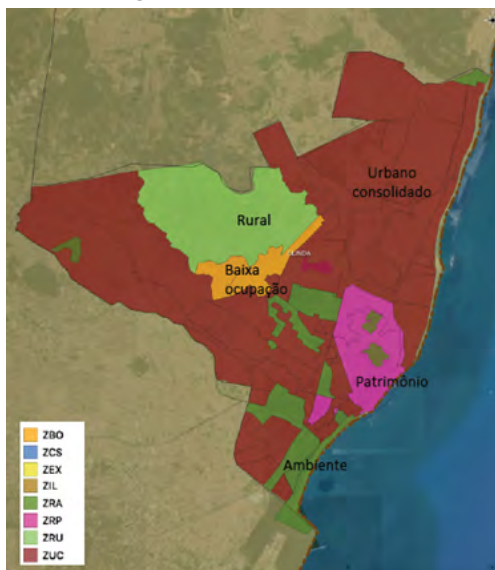 Urbano
consolidado
Rural
Baixa
ocupação
Patrimônio
Ambiente
ZBO
ZCS
ZEX
ZIL
ZRA
ZRP
ZRU
ZUC